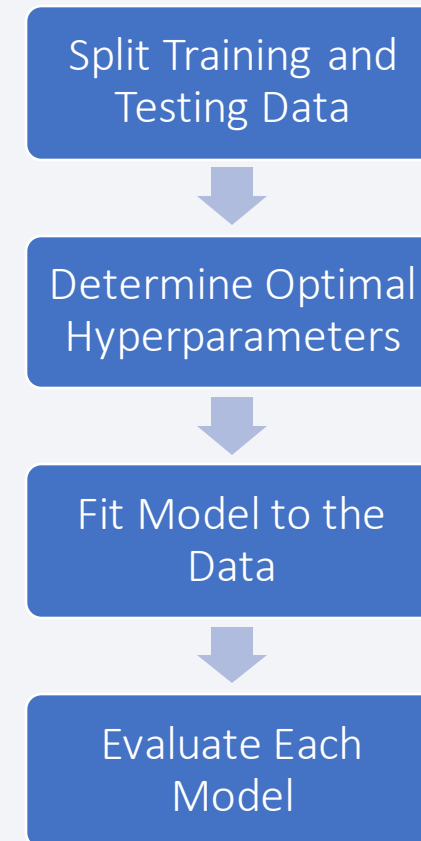 Split Training and
Testing Data
Determine Optimal
Hyperparameters
Fit Model to the
Data
Evaluate Each
Model